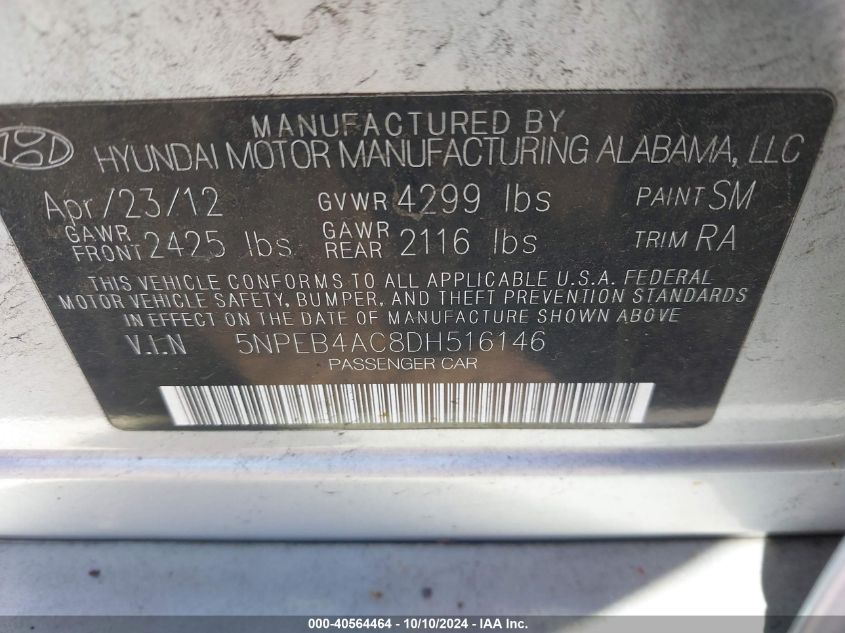 MANUFACTURED BY
HYUNDAI MOTOR MANUFACTURING ALABAMA, LLC
Apr/23/12 GVWR 4299 lbs PAINT SM
GAWR FRONT 2425 lbs GAWR REAR 2116 lbs TRIM RA
THIS VEHICLE CONFORMS TO ALL APPLICABLE U.S.A. FEDERAL
MOTOR VEHICLE SAFETY, BUMPER, AND THEFT PREVENTION STANDARDS
IN EFFECT ON THE DATE OF MANUFACTURE SHOWN ABOVE.
V.I.N 5NPEB4AC8DH516146
PASSENGER CAR
000-40564464 - 10/10/2024 - IAA Inc.